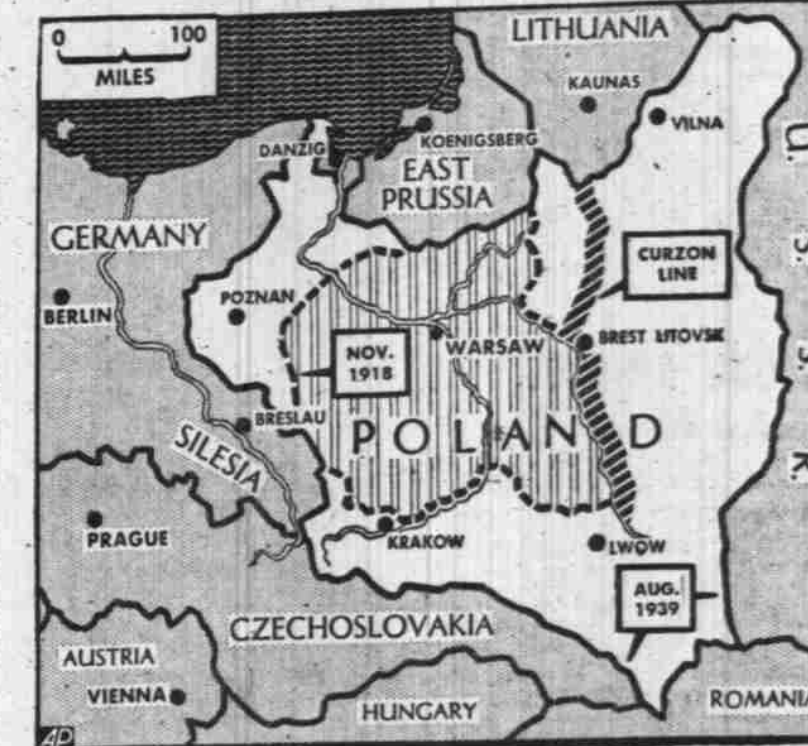 0 100
MILES
LITHUANIA
KAUNAS
VILNA
DANZIG
KOENIGSBERG
EAST
PRUSSIA
GERMANY
U. S. S. R.
CURZON
LINE
BERLIN
POZNAN
NOV.
1918
WARSAW
BREST LITOVSK
BRESLAU
SILESIA
POLAND
PRAGUE
KRAKOW
LWOW
AUG.
1939
CZECHOSLOVAKIA
AUSTRIA
VIENNA
HUNGARY
ROMANIA
AP